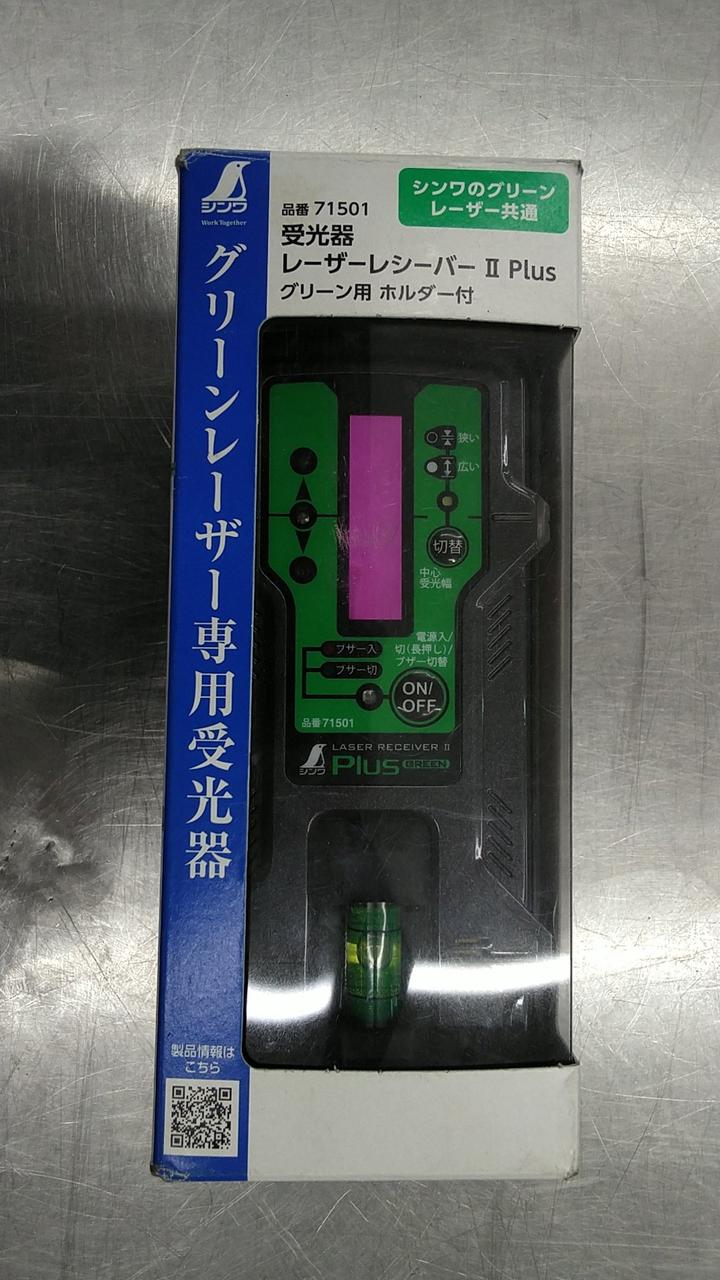 シンワ
Work Together
グリーンレーザー専用受光器
製品情報は
こちら
シンワのグリーン
レーザー共通
品番 71501
受光器
レーザーレシーバー Ⅱ Plus
グリーン用 ホルダー付
狭い
広い
切替
中心
受光幅
電源入/
切(長押し)/
ブザー切替
ブザー入
ブザー切
ON/
OFF
品番71501
シンワ
LASER RECEIVER Ⅱ
Plus GREEN